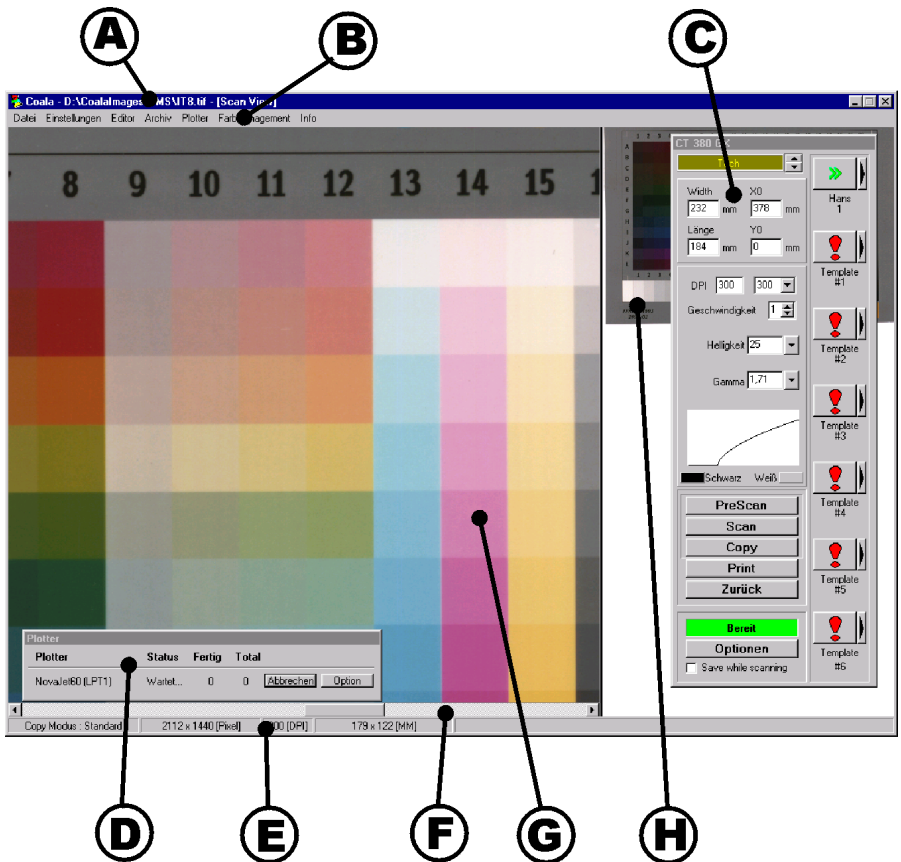 A B C
Coala - D:\CoalaImages MS\IT8.tif - [Scan View]
Datei Einstellungen Editor Archiv Plotter Farb nagement Info
8 9 10 11 12 13 14 15 1
CT 380
Tech
Width X0
232 mm 378 mm
Länge Y0
184 mm 0 mm
DPI 300 300
Geschwindigkeit 1
Helligkeit 25
Gamma 1,71
Schwarz Weiß
PreScan
Scan
Copy
Print
Zurück
Bereit
Optionen
Save while scanning
Hans
1
Template
#1
Template
#2
Template
#3
Template
#4
Template
#5
Template
#6
Plotter
Plotter Status Fertig Total
NovaJet60 (LPT1) Wartet... 0 0 Abbrechen Option
Copy Modus : Standard 2112 x 1440 [Pixel] 00 [DPI] 179 x 122 [MM]
D E F G H